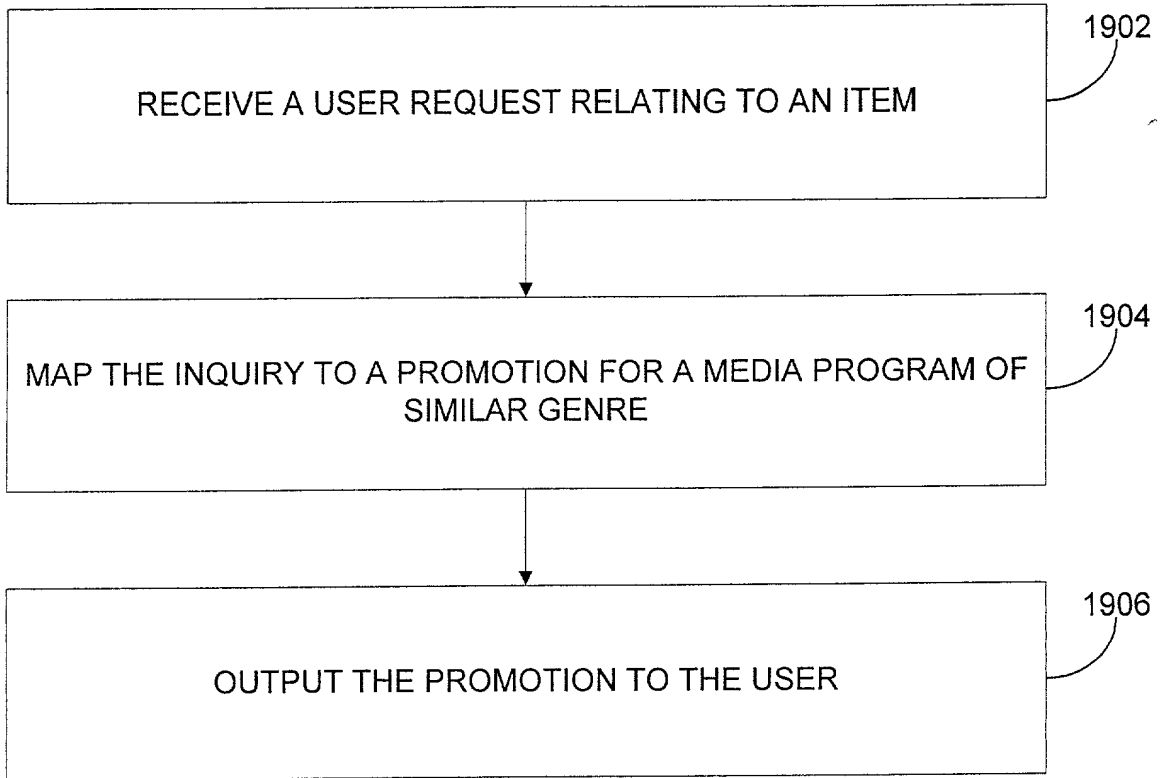 1902
RECEIVE A USER REQUEST RELATING TO AN ITEM
1904
MAP THE INQUIRY TO A PROMOTION FOR A MEDIA PROGRAM OF
SIMILAR GENRE
1906
OUTPUT THE PROMOTION TO THE USER